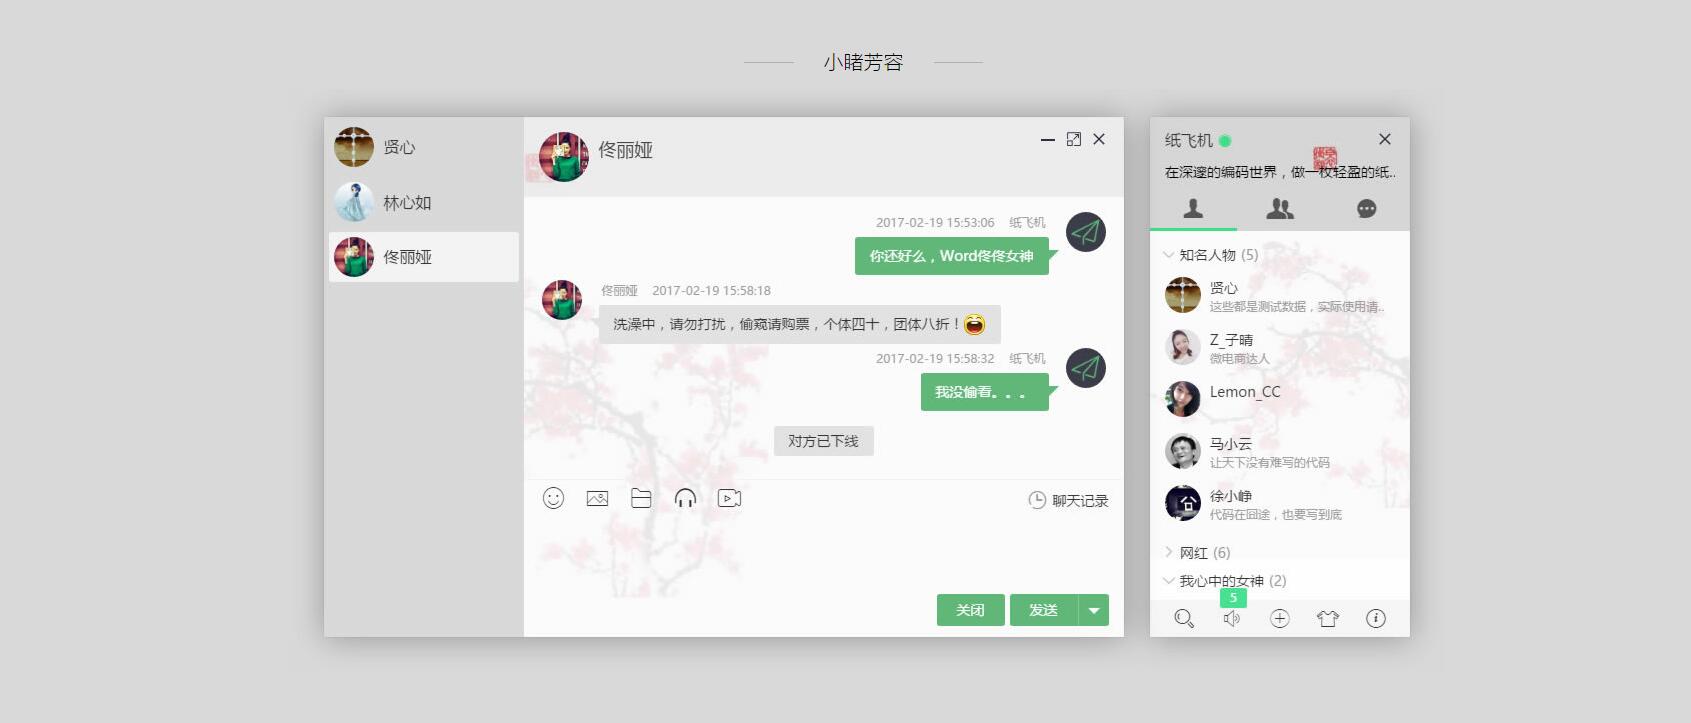 小睹芳容
贤心
林心如
佟丽娅
佟丽娅
2017-02-19 15:53:06 纸飞机
你还好么，Word佟佟女神
佟丽娅 2017-02-19 15:58:18
洗澡中，请勿打扰，偷窥请购票，个体四十，团体八折！
2017-02-19 15:58:32 纸飞机
我没偷看。。。
对方已下线
聊天记录
关闭
发送
纸飞机
在深邃的编码世界，做一枚轻盈的纸..
知名人物 (5)
贤心
这些都是测试数据，实际使用请..
Z_子晴
微电商达人
Lemon_CC
马小云
让天下没有难写的代码
徐小峥
代码在囧途，也要写到底
网红 (6)
我心中的女神 (2)
5